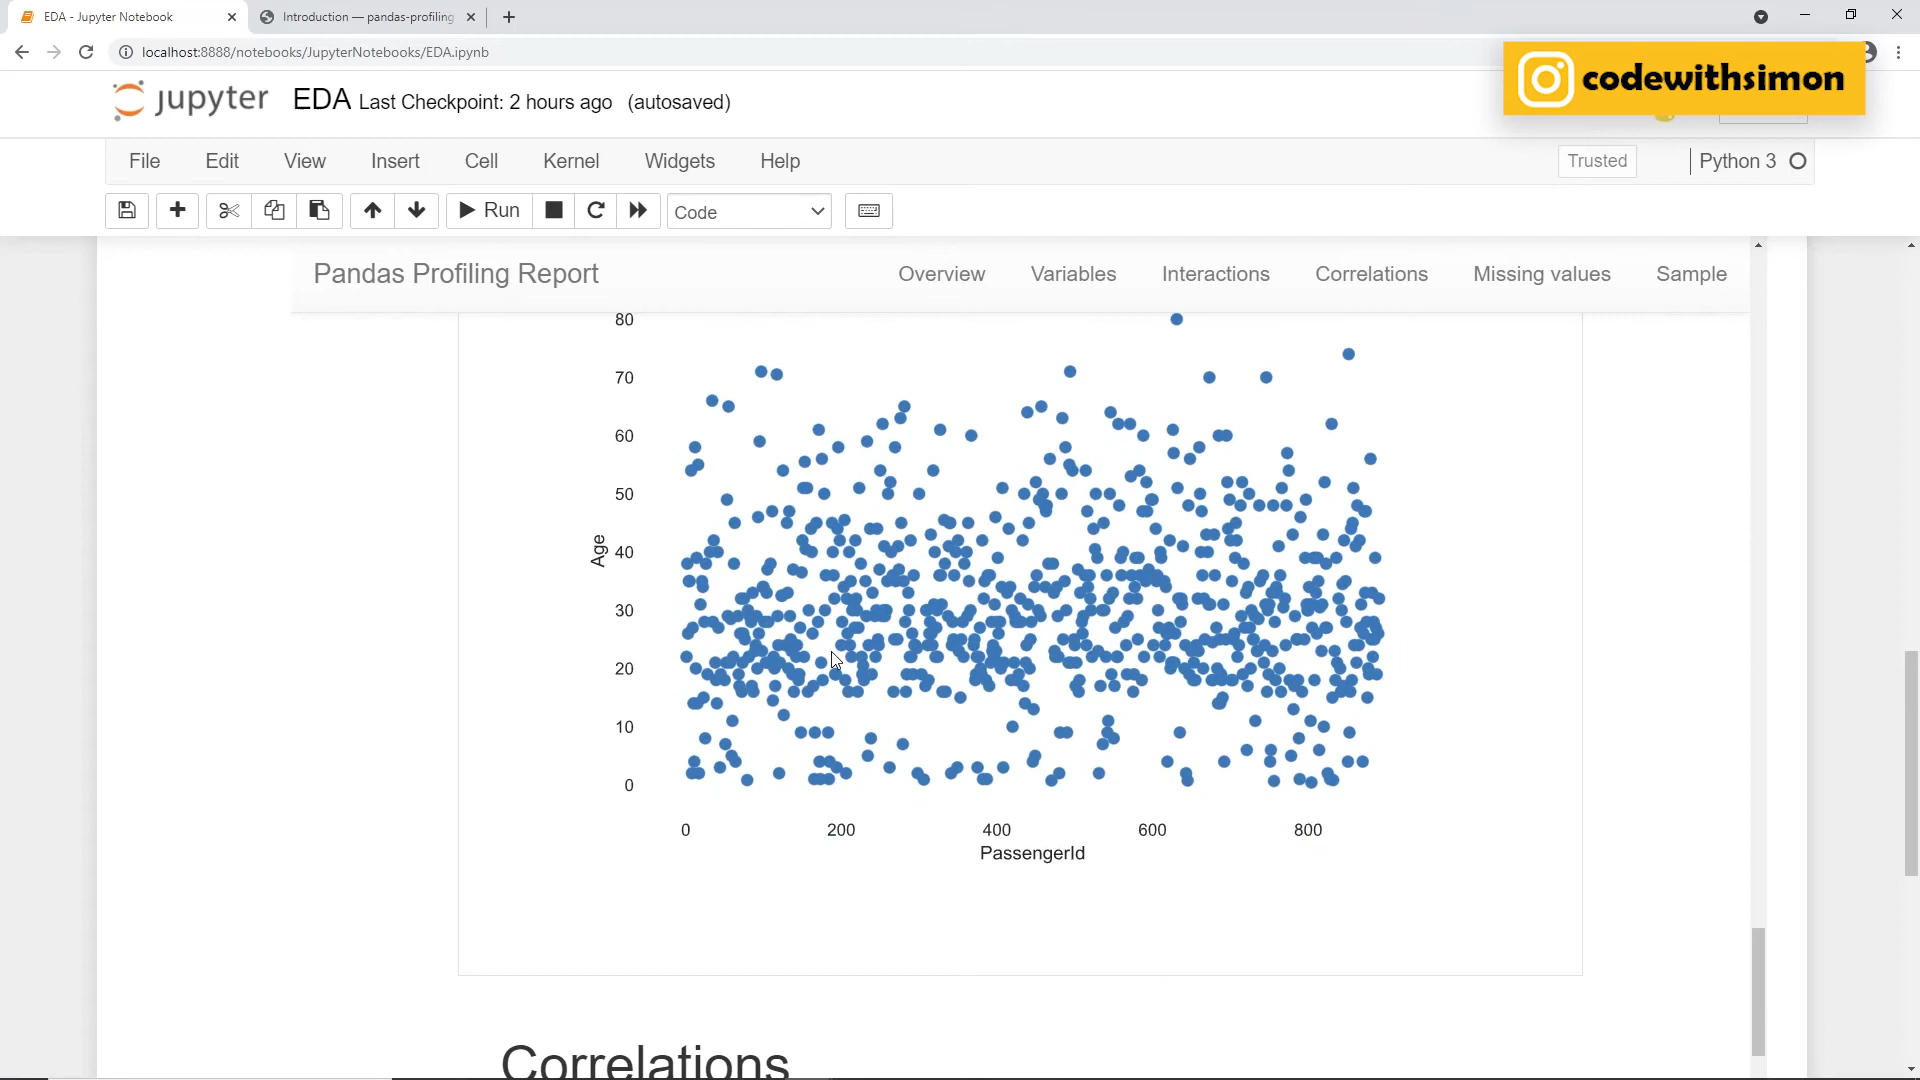 EDA - Jupyter Notebook
Introduction — pandas-profiling
localhost:8888/notebooks/JupyterNotebooks/EDA.ipynb
codewithsimon
jupyter EDA Last Checkpoint: 2 hours ago (autosaved)
File Edit View Insert Cell Kernel Widgets Help Trusted Python 3
Run Code
Pandas Profiling Report Overview Variables Interactions Correlations Missing values Sample
80
70
60
50
Age
40
30
20
10
0
0 200 400 600 800
PassengerId
Correlations